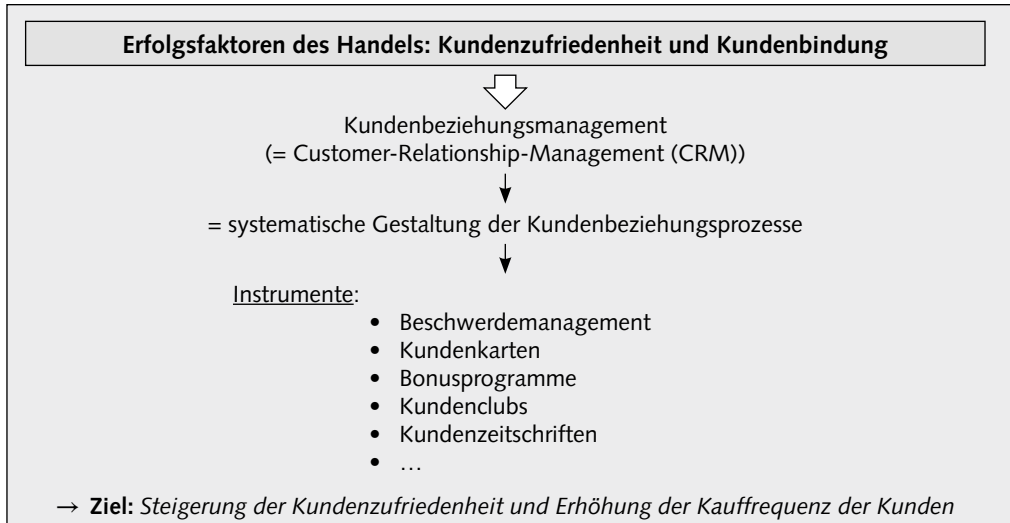 Erfolgsfaktoren des Handels: Kundenzufriedenheit und Kundenbindung
Kundenbeziehungsmanagement
(= Customer-Relationship-Management (CRM))
= systematische Gestaltung der Kundenbeziehungsprozesse
Instrumente:
• Beschwerdemanagement
• Kundenkarten
• Bonusprogramme
• Kundenclubs
• Kundenzeitschriften
• …
→ Ziel: Steigerung der Kundenzufriedenheit und Erhöhung der Kauffrequenz der Kunden